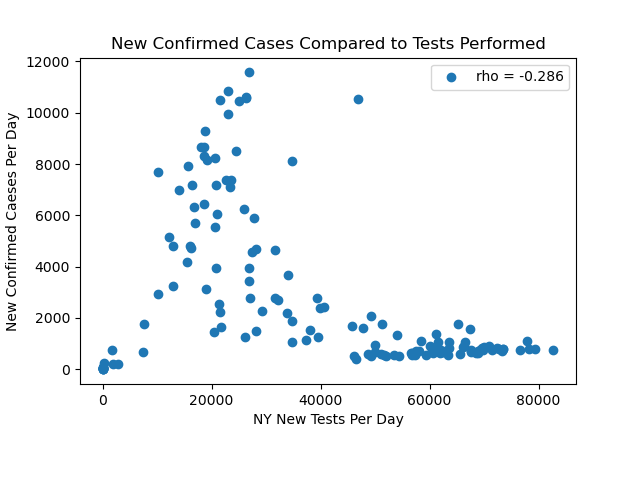 New Confirmed Cases Compared to Tests Performed
rho = -0.286
New Confirmed Caeses Per Day
12000
10000
8000
6000
4000
2000
0
0 20000 40000 60000 80000
NY New Tests Per Day